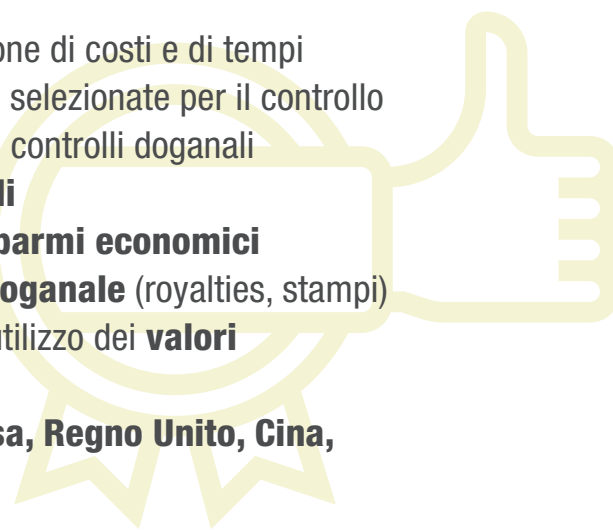 one di costi e di tempi
selezionate per il controllo
controlli doganali
li
parmi economici
oganale (royalties, stampi)
tilizzo dei valori
sa, Regno Unito, Cina,